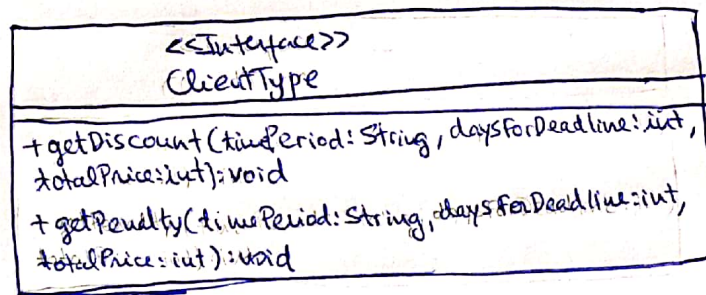 <<Interface>>
ClientType
+getDiscount(timePeriod: String, daysForDeadline: int,
totalPrice: int): void
+ getPenalty(timePeriod: String, daysForDeadline: int,
totalPrice: int): void